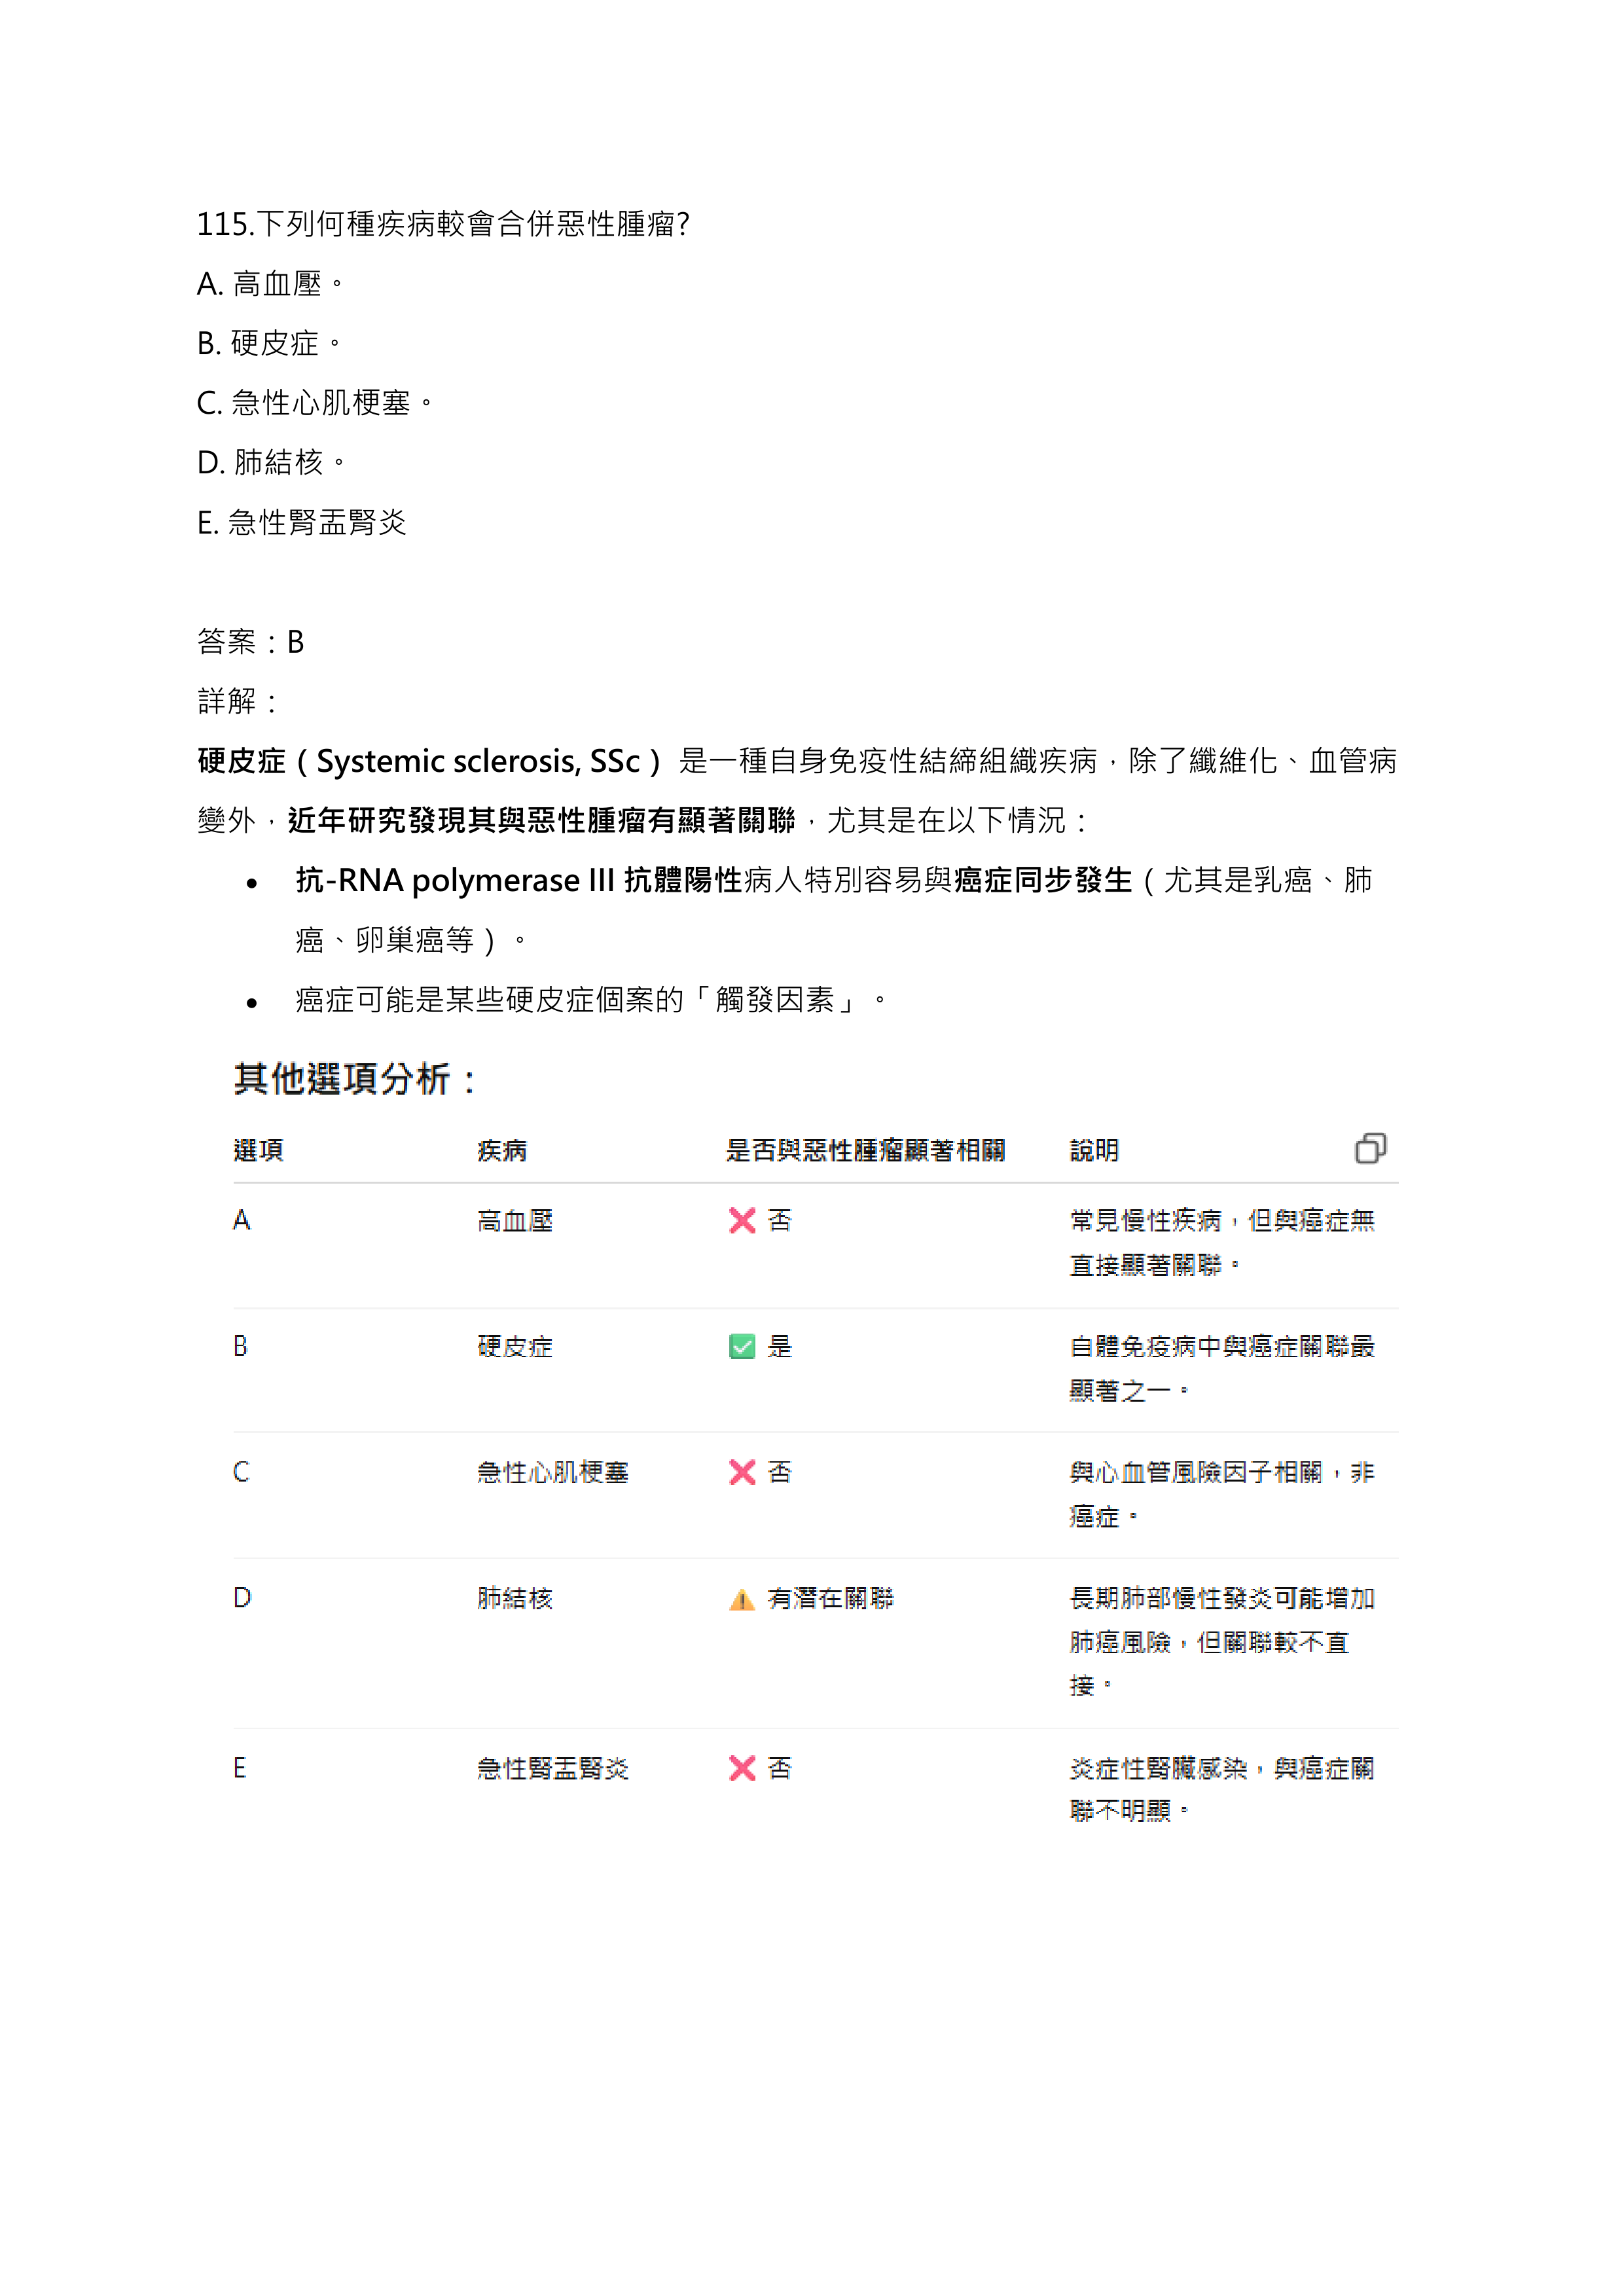 115.下列何種疾病較會合併惡性腫瘤?
A. 高血壓。
B. 硬皮症。
C. 急性心肌梗塞。
D. 肺結核。
E. 急性腎盂腎炎
答案：B
詳解：
硬皮症（Systemic sclerosis, SSc） 是一種自身免疫性結締組織疾病，除了纖維化、血管病
變外，近年研究發現其與惡性腫瘤有顯著關聯，尤其是在以下情況：
● 抗-RNA polymerase III 抗體陽性病人特別容易與癌症同步發生（尤其是乳癌、肺
癌、卵巢癌等）。
● 癌症可能是某些硬皮症個案的「觸發因素」。
其他選項分析：
選項 疾病 是否與惡性腫瘤顯著相關 說明
A 高血壓 ❌ 否 常見慢性疾病，但與癌症無
直接顯著關聯。
B 硬皮症 ✅ 是 自體免疫病中與癌症關聯最
顯著之一。
C 急性心肌梗塞 ❌ 否 與心血管風險因子相關，非
癌症。
D 肺結核 ⚠️ 有潛在關聯 長期肺部慢性發炎可能增加
肺癌風險，但關聯較不直
接。
E 急性腎盂腎炎 ❌ 否 炎症性腎臟感染，與癌症關
聯不明顯。